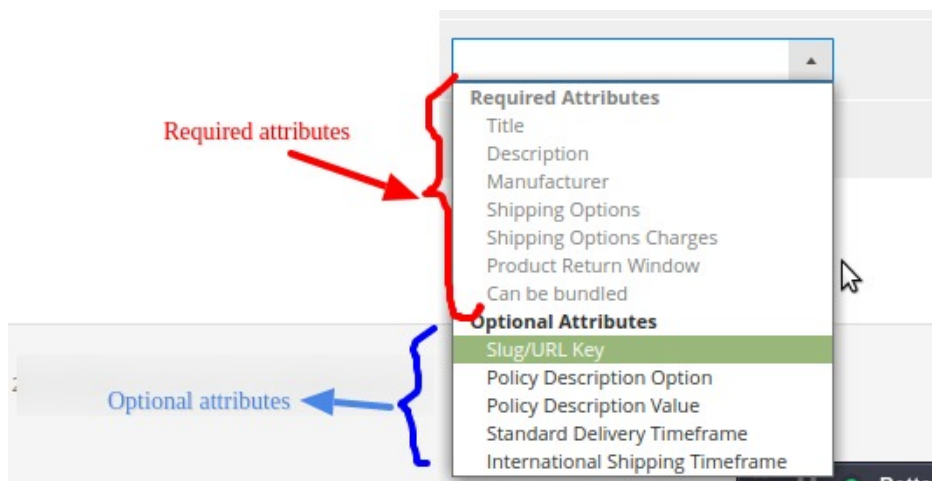 Required Attributes
Title
Description
Manufacturer
Shipping Options
Shipping Options Charges
Product Return Window
Can be bundled
Optional Attributes
Slug/URL Key
Policy Description Option
Policy Description Value
Standard Delivery Timeframe
International Shipping Timeframe
Required attributes
Optional attributes